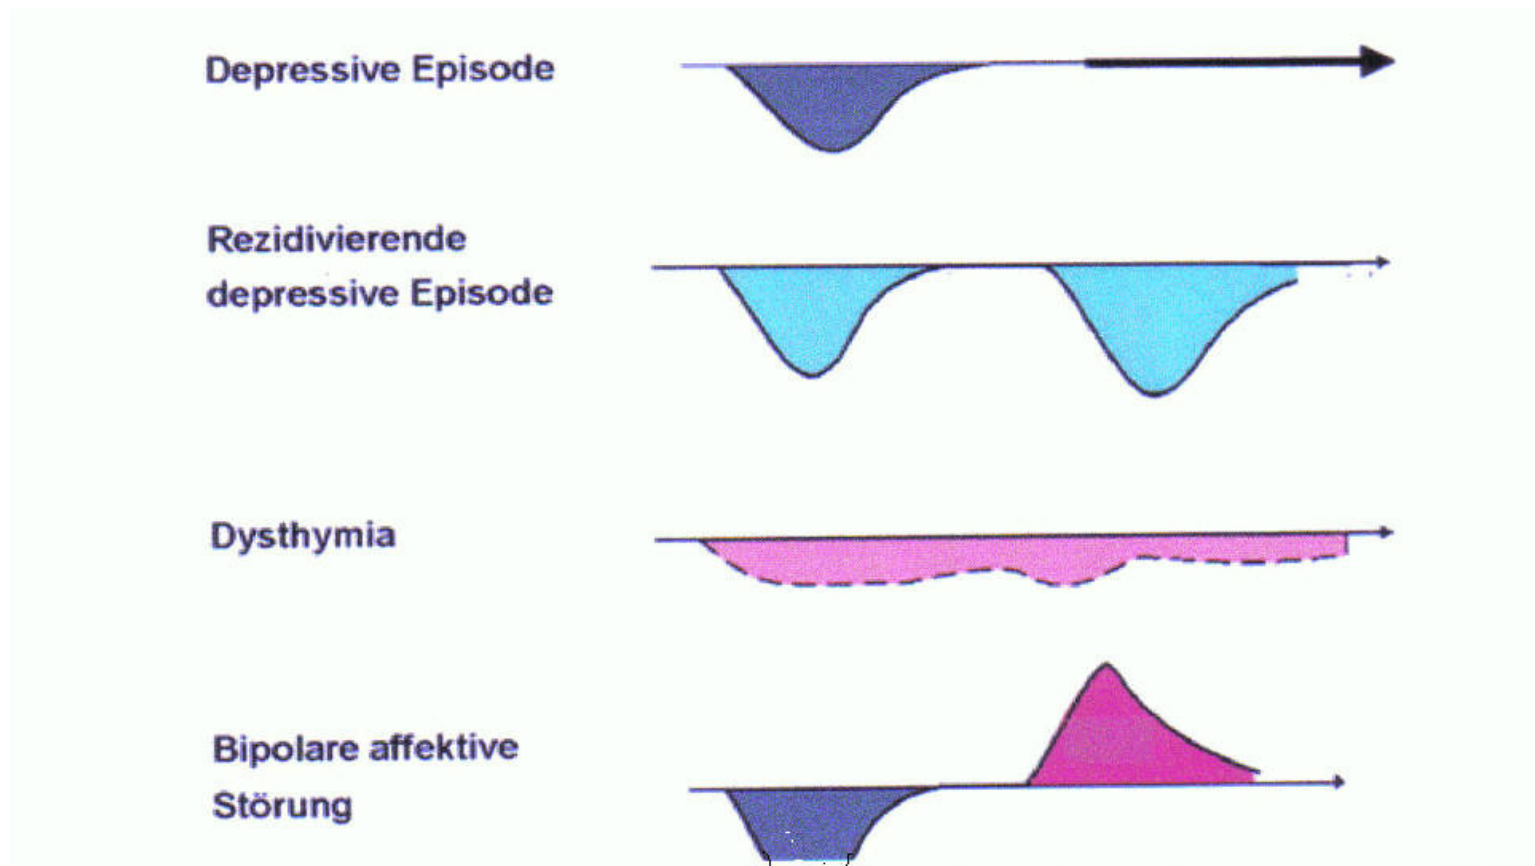 Depressive Episode
Rezidivierende
depressive Episode
Dysthymia
Bipolare affektive
Störung